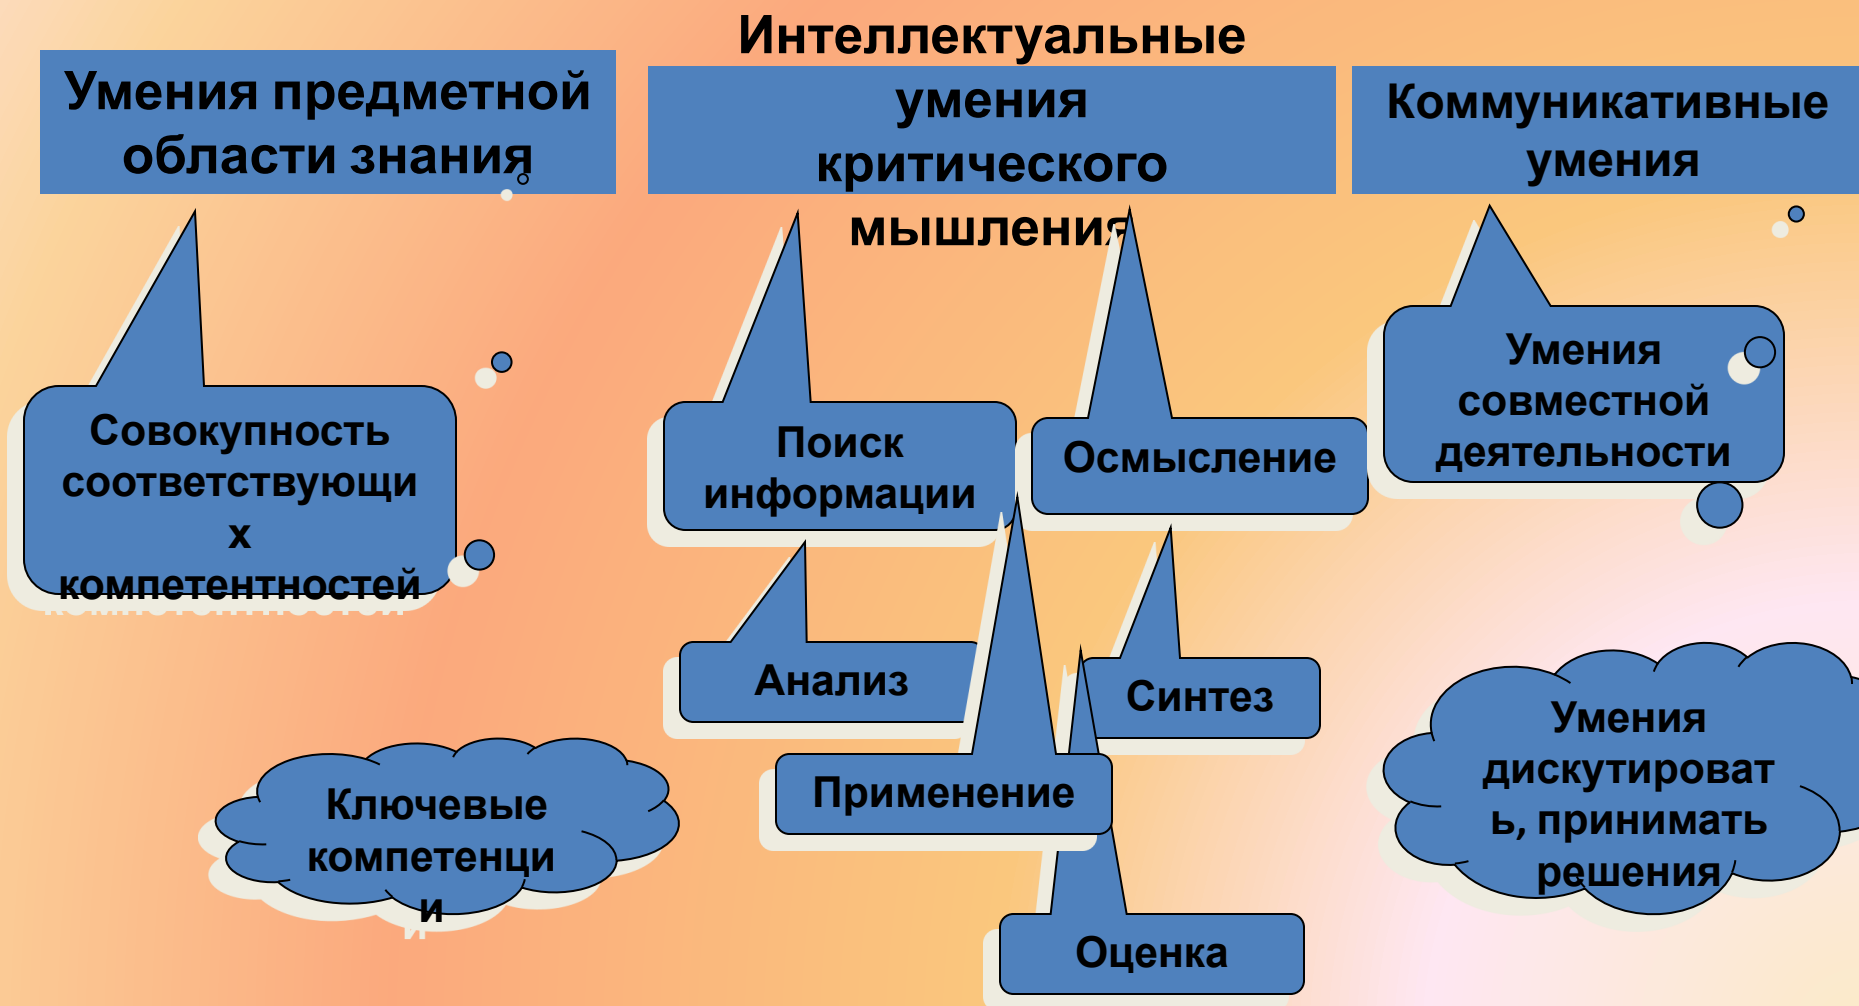 Умения предметной
области знания
Интеллектуальные
умения
критического
мышления
Коммуникативные
умения
Совокупность
соответствующи
х
компетентностей
Поиск
информации
Осмысление
Умения
совместной
деятельности
Анализ
Синтез
Применение
Оценка
Ключевые
компетенци
и
Умения
дискутироват
ь, принимать
решения